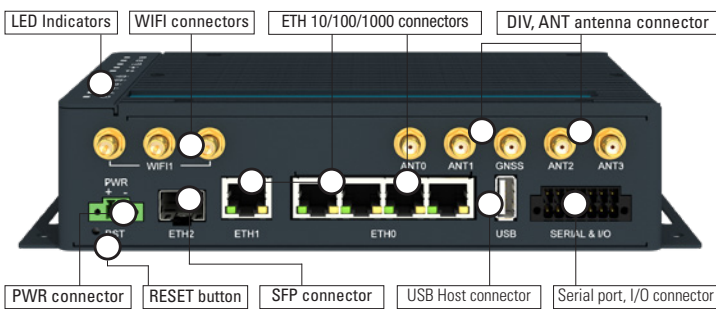 LED Indicators
WIFI connectors
ETH 10/100/1000 connectors
DIV, ANT antenna connector
WIFI1
ANT0
ANT1
GNSS
ANT2
ANT3
PWR
+ -
RST
ETH2
ETH1
ETH0
USB
SERIAL & I/O
PWR connector
RESET button
SFP connector
USB Host connector
Serial port, I/O connector